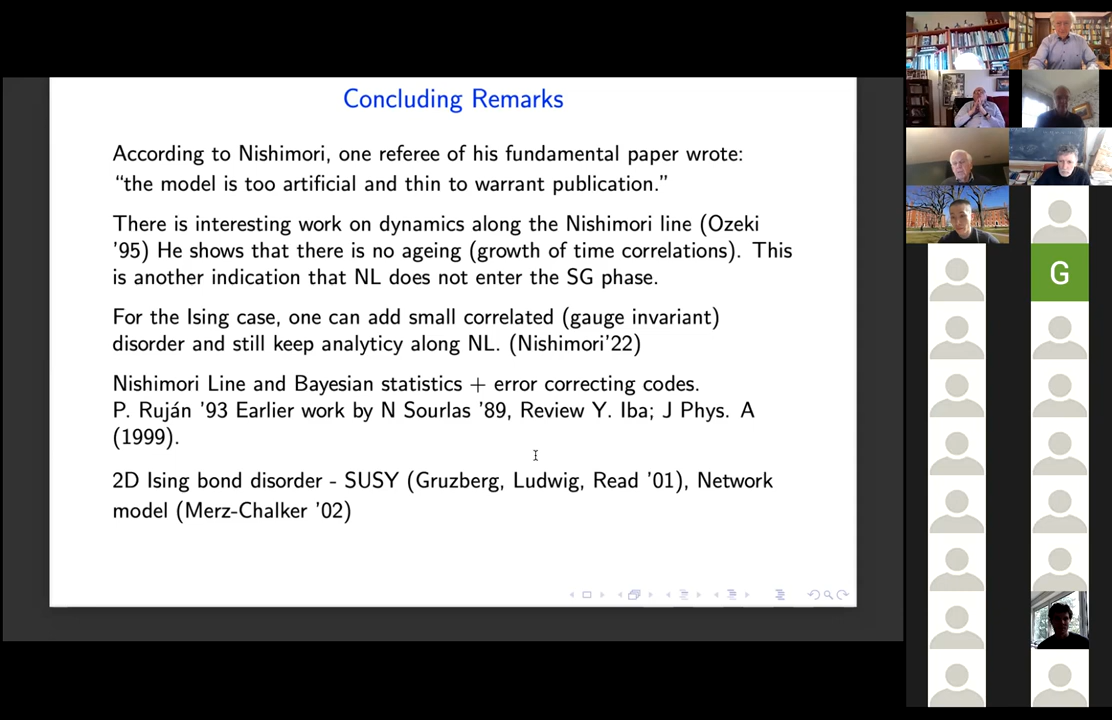 Concluding Remarks
According to Nishimori, one referee of his fundamental paper wrote:
“the model is too artificial and thin to warrant publication.”
There is interesting work on dynamics along the Nishimori line (Ozeki
’95) He shows that there is no ageing (growth of time correlations). This
is another indication that NL does not enter the SG phase.
For the Ising case, one can add small correlated (gauge invariant)
disorder and still keep analyticy along NL. (Nishimori’22)
Nishimori Line and Bayesian statistics + error correcting codes.
P. Ruján ’93 Earlier work by N Sourlas ’89, Review Y. Iba; J Phys. A
(1999).
2D Ising bond disorder - SUSY (Gruzberg, Ludwig, Read ’01), Network
model (Merz-Chalker ’02)
G